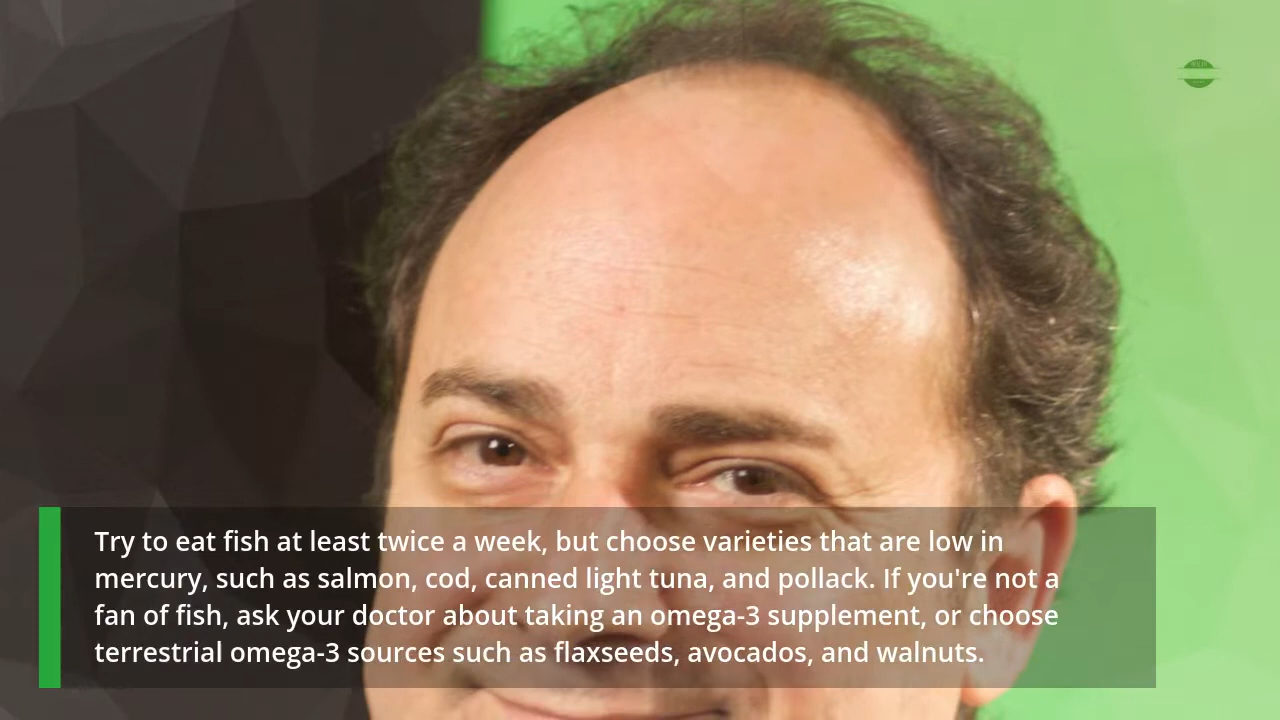 Try to eat fish at least twice a week, but choose varieties that are low in
mercury, such as salmon, cod, canned light tuna, and pollack. If you're not a
fan of fish, ask your doctor about taking an omega-3 supplement, or choose
terrestrial omega-3 sources such as flaxseeds, avocados, and walnuts.